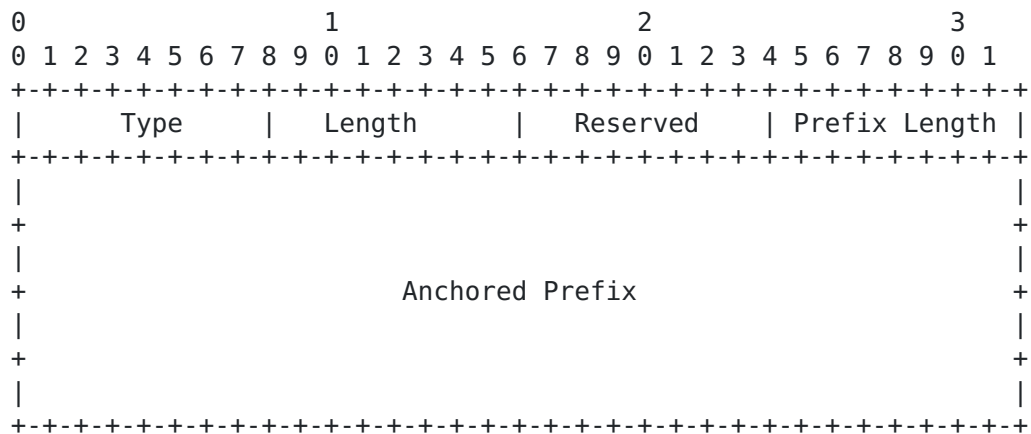 0                   1                   2                   3
0 1 2 3 4 5 6 7 8 9 0 1 2 3 4 5 6 7 8 9 0 1 2 3 4 5 6 7 8 9 0 1
+-+-+-+-+-+-+-+-+-+-+-+-+-+-+-+-+-+-+-+-+-+-+-+-+-+-+-+-+-+-+-+-+
|      Type     |   Length      |   Reserved    | Prefix Length |
+-+-+-+-+-+-+-+-+-+-+-+-+-+-+-+-+-+-+-+-+-+-+-+-+-+-+-+-+-+-+-+-+
|                                                               |
+                                                               +
|                                                               |
+                        Anchored Prefix                        +
|                                                               |
+                                                               +
|                                                               |
+-+-+-+-+-+-+-+-+-+-+-+-+-+-+-+-+-+-+-+-+-+-+-+-+-+-+-+-+-+-+-+-+